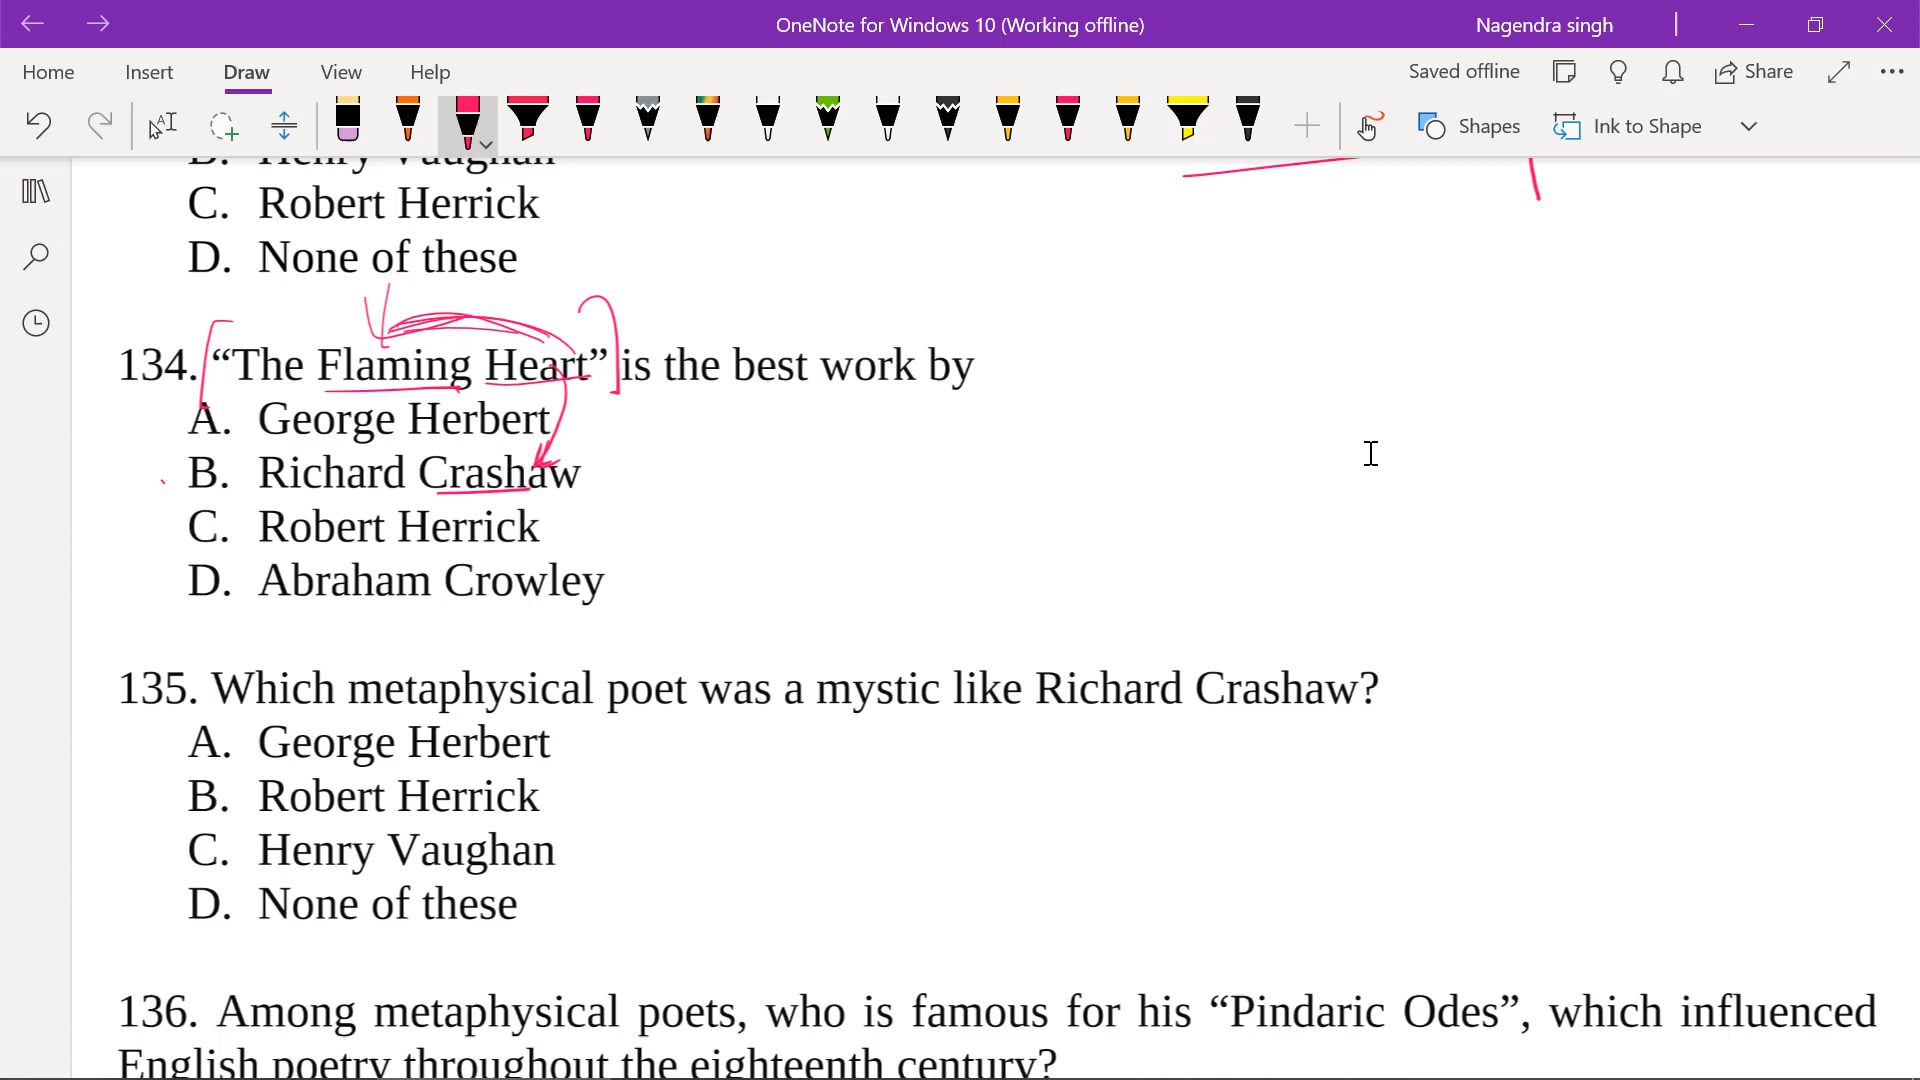 OneNote for Windows 10 (Working offline)
Nagendra singh
Home Insert Draw View Help
Saved offline
Share
Shapes
Ink to Shape
B. Henry Vaughan
C. Robert Herrick
D. None of these
134. “The Flaming Heart” is the best work by
A. George Herbert
B. Richard Crashaw
C. Robert Herrick
D. Abraham Crowley
135. Which metaphysical poet was a mystic like Richard Crashaw?
A. George Herbert
B. Robert Herrick
C. Henry Vaughan
D. None of these
136. Among metaphysical poets, who is famous for his “Pindaric Odes”, which influenced
English poetry throughout the eighteenth century?